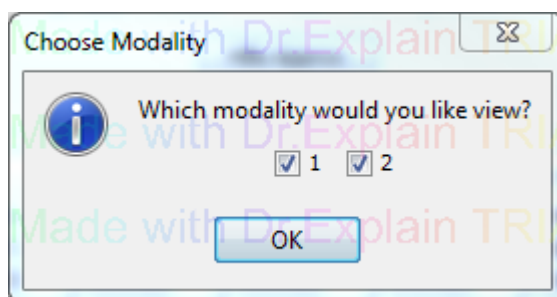 Made with Dr.Explain TRI
Choose Modality
Which modality would you like view?
Made with Dr.Explain TRI
1 2
Made with Dr.Explain TRI
OK